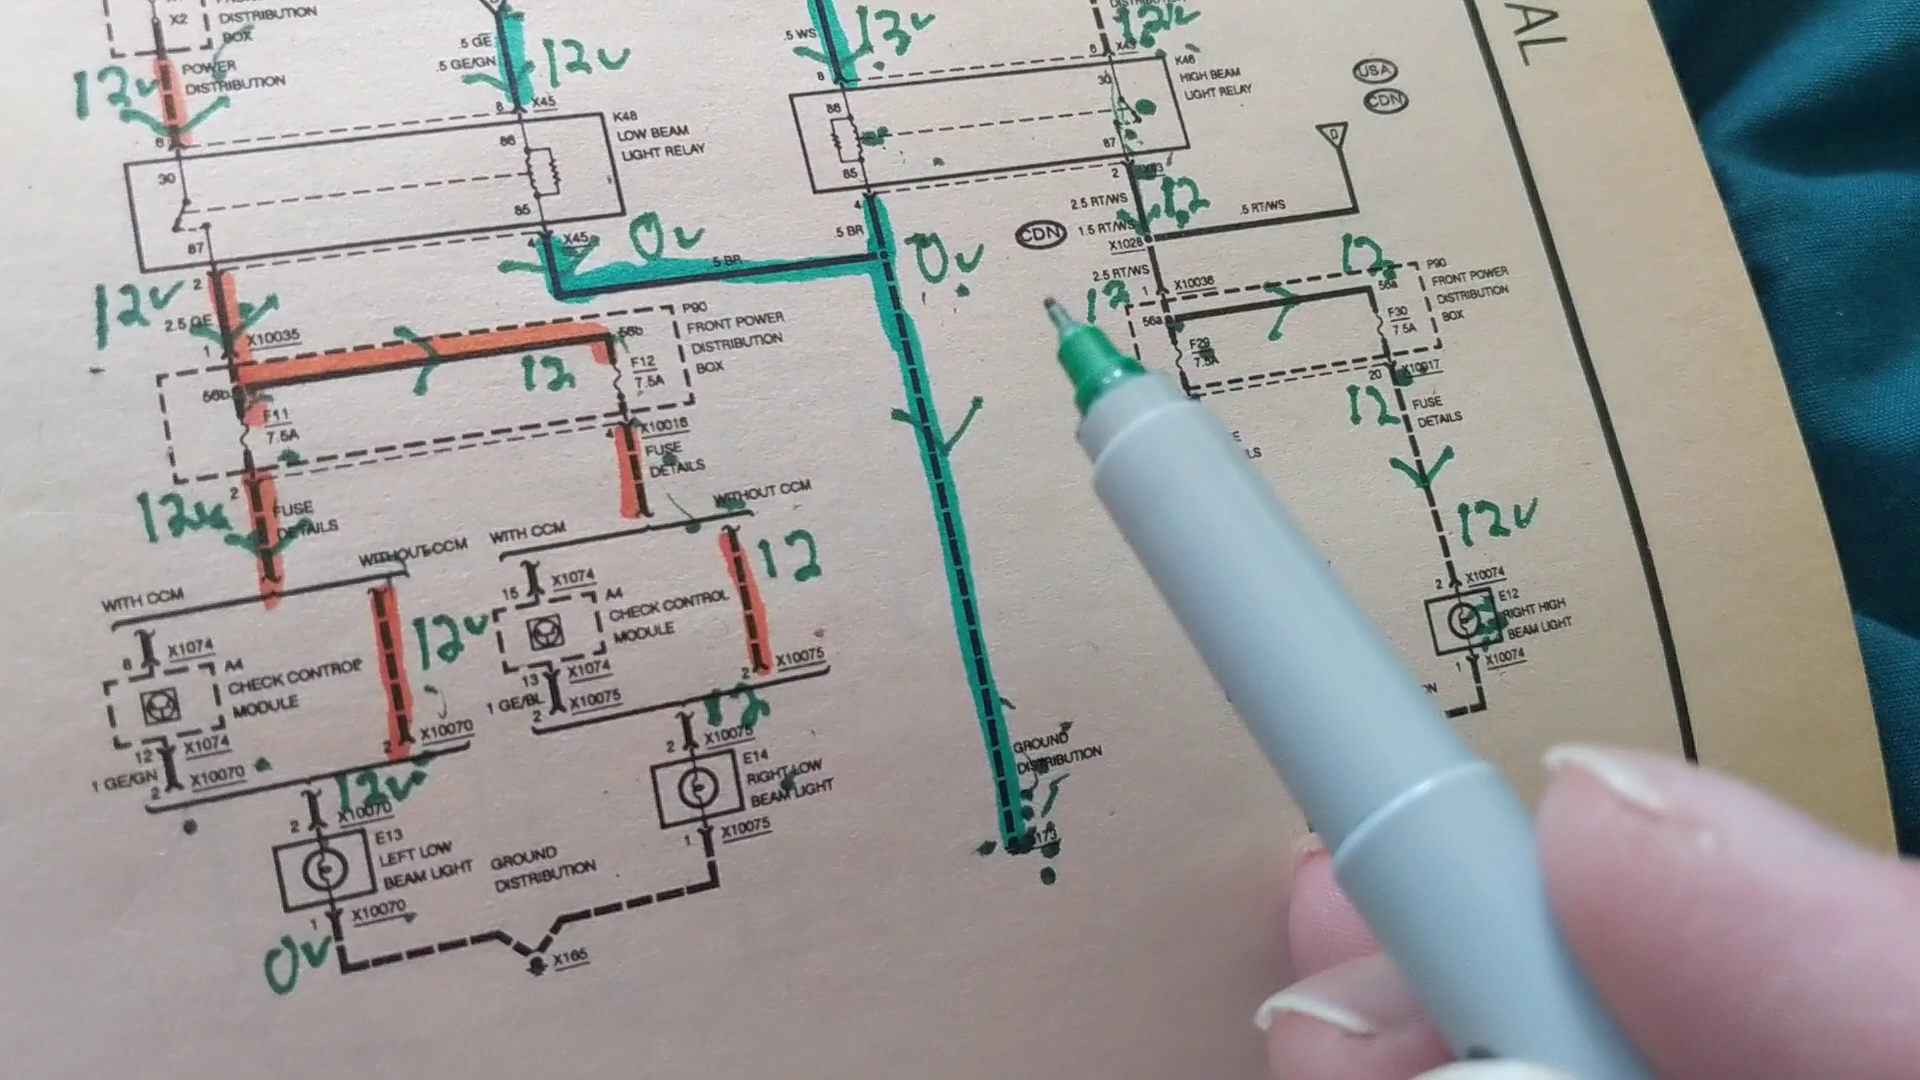 X2
DISTRIBUTION
BOX
POWER
DISTRIBUTION
12v
6
.5 GE
.5 GE/GN
12v
8
X45
K48
LOW BEAM
LIGHT RELAY
30
86
85
87
4
X45
0v
.5 BR
2
12v
2.5 GE
1
X10035
56b
56b
F11
7.5A
12
F12
7.5A
P90
FRONT POWER
DISTRIBUTION
BOX
4
X10016
FUSE
DETAILS
2
FUSE
DETAILS
WITH CCM
WITHOUT CCM
8
X1074
A4
CHECK CONTROL
MODULE
12
X1074
1 GE/GN
X10070
2
12v
2
X10070
12v
2
X10070
E13
LEFT LOW
BEAM LIGHT
1
X10070
0v
GROUND
DISTRIBUTION
X165
WITH CCM
WITHOUT CCM
15
X1074
A4
CHECK CONTROL
MODULE
13
X1074
1 GE/BL
X10075
2
12
2
X10075
12
2
X10075
E14
RIGHT LOW
BEAM LIGHT
1
X10075
.5 WS
13v
8
86
85
4
.5 BR
0v
GROUND
DISTRIBUTION
12v
6
K46
HIGH BEAM
LIGHT RELAY
30
87
2
2.5 RT/WS
12
CDN
1.5 RT/WS
X1028
.5 RT/WS
D
USA
CDN
AL
2.5 RT/WS
1
X10036
12
56a
F29
7.5A
12
56a
F30
7.5A
P90
FRONT POWER
DISTRIBUTION
BOX
20
X10017
12
FUSE
DETAILS
12v
2
X10074
E12
RIGHT HIGH
BEAM LIGHT
1
X10074